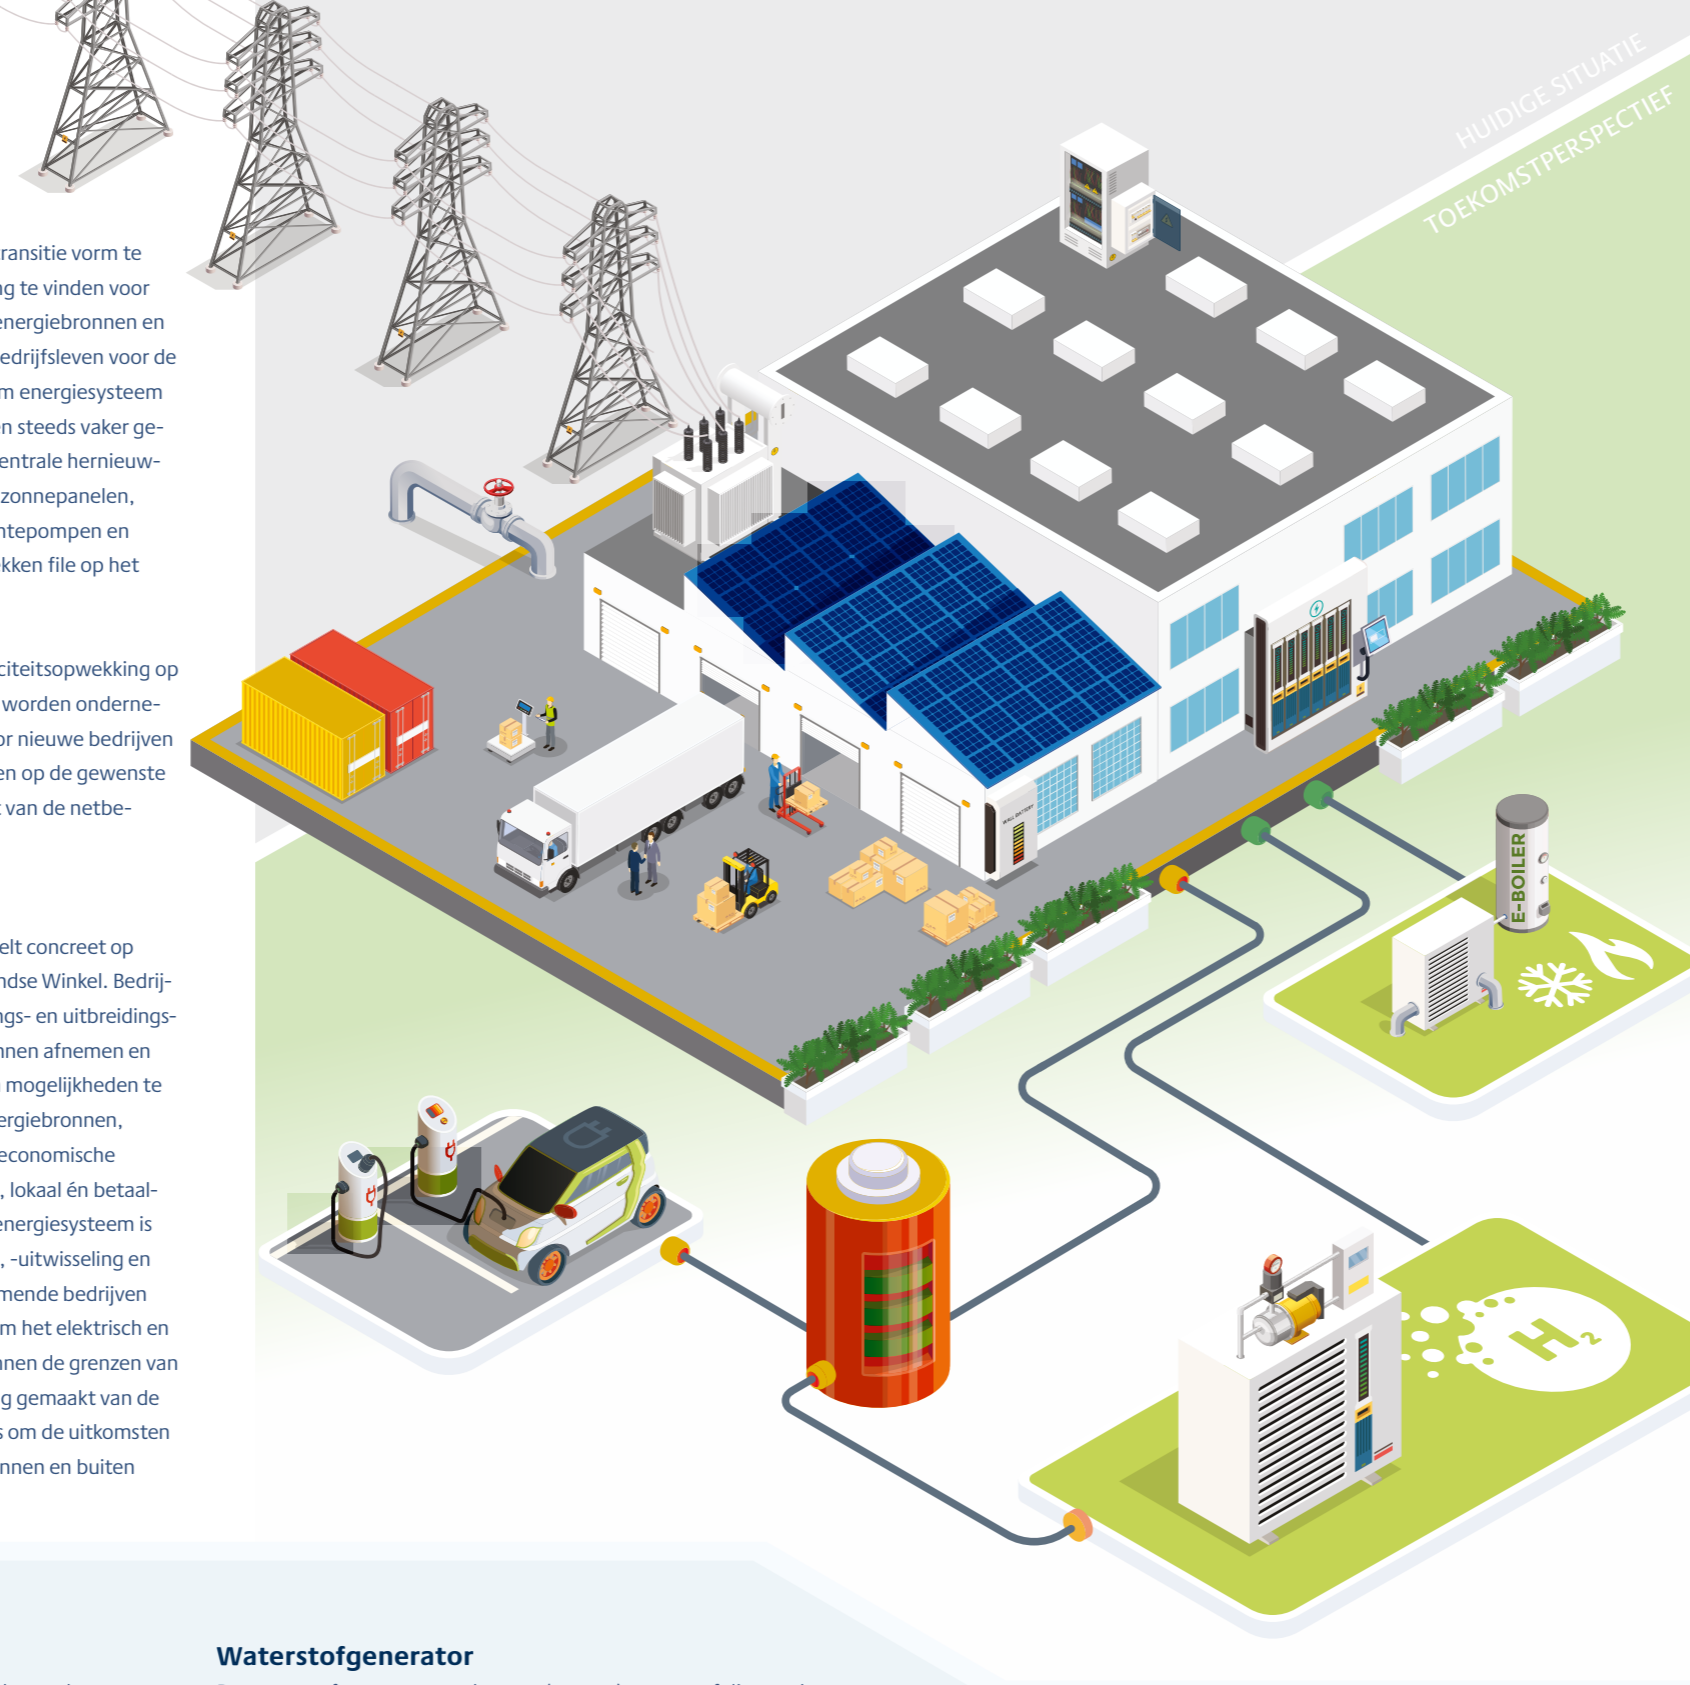 HUIDIGE SITUATIE
TOEKOMSTPERSPECTIEF
ransitie vorm te
ng te vinden voor
energiebronnen en
edrijfsleven voor de
m energiesysteem
en steeds vaker ge-
entrale hernieuw-
zonnepanelen,
ntepompen en
kken file op het
citeitsopwekking op
worden onderne-
or nieuwe bedrijven
en op de gewenste
t van de netbe-
elt concreet op
ndse Winkel. Bedrij-
ngs- en uitbreidings-
nnen afnemen en
n mogelijkheden te
ergiebronnen,
economische
, lokaal én betaal-
energiesysteem is
, -uitwisseling en
mende bedrijven
m het elektrisch en
nnen de grenzen van
g gemaakt van de
s om de uitkomsten
nnen en buiten
WALL BATTERY
E-BOILER
H2
Waterstofgenerator